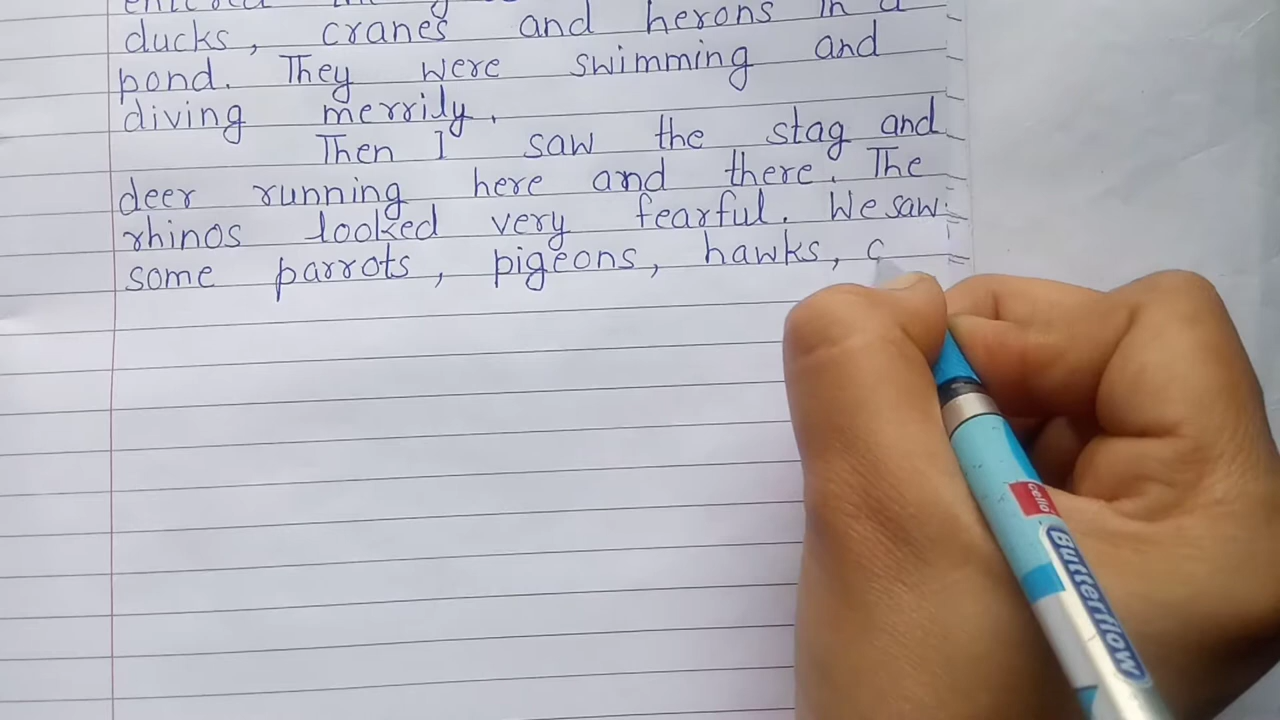 ducks, cranes and herons in a
pond. They were swimming and
diving merrily.
Then I saw the stag and
deer running here and there. The
rhinos looked very fearful. We saw
some parrots, pigeons, hawks, c
cello
Butterflow